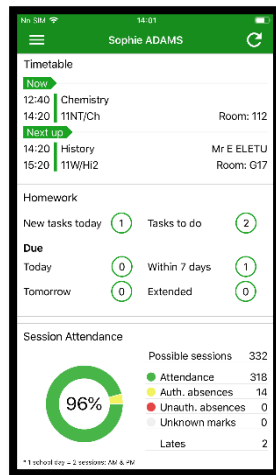 No SIM 14:01
Sophie ADAMS
Timetable
Now
12:40 Chemistry
14:20 11NT/Ch Room: 112
Next up
14:20 History Mr E ELETU
15:20 11W/Hi2 Room: G17
Homework
New tasks today 1 Tasks to do 2
Due
Today 0 Within 7 days 1
Tomorrow 0 Extended 0
Session Attendance
Possible sessions 332
Attendance 318
96% Auth. absences 14
Unauth. absences 0
Unknown marks 0
Lates 2
* 1 school day = 2 sessions: AM & PM